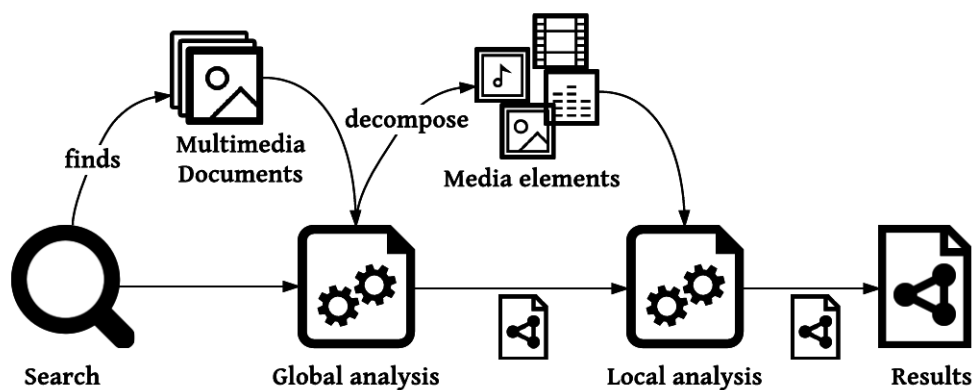 finds
Multimedia
Documents
decompose
Media elements
Search
Global analysis
Local analysis
Results